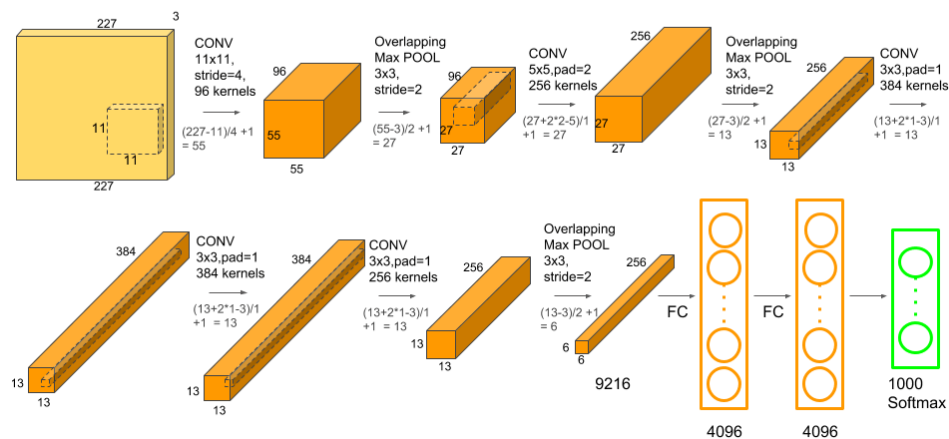 227
3
CONV
11x11,
stride=4,
96 kernels
(227-11)/4 +1
= 55
11
11
227
96
55
55
Overlapping
Max POOL
3x3,
stride=2
(55-3)/2 +1
= 27
96
27
27
CONV
5x5,pad=2
256 kernels
(27+2*2-5)/1
+1 = 27
256
27
27
Overlapping
Max POOL
3x3,
stride=2
(27-3)/2 +1
= 13
256
13
13
CONV
3x3,pad=1
384 kernels
(13+2*1-3)/1
+1 = 13
384
13
13
CONV
3x3,pad=1
384 kernels
(13+2*1-3)/1
+1 = 13
384
13
13
CONV
3x3,pad=1
256 kernels
(13+2*1-3)/1
+1 = 13
256
13
13
Overlapping
Max POOL
3x3,
stride=2
(13-3)/2 +1
= 6
256
6
6
9216
FC
4096
FC
4096
1000
Softmax